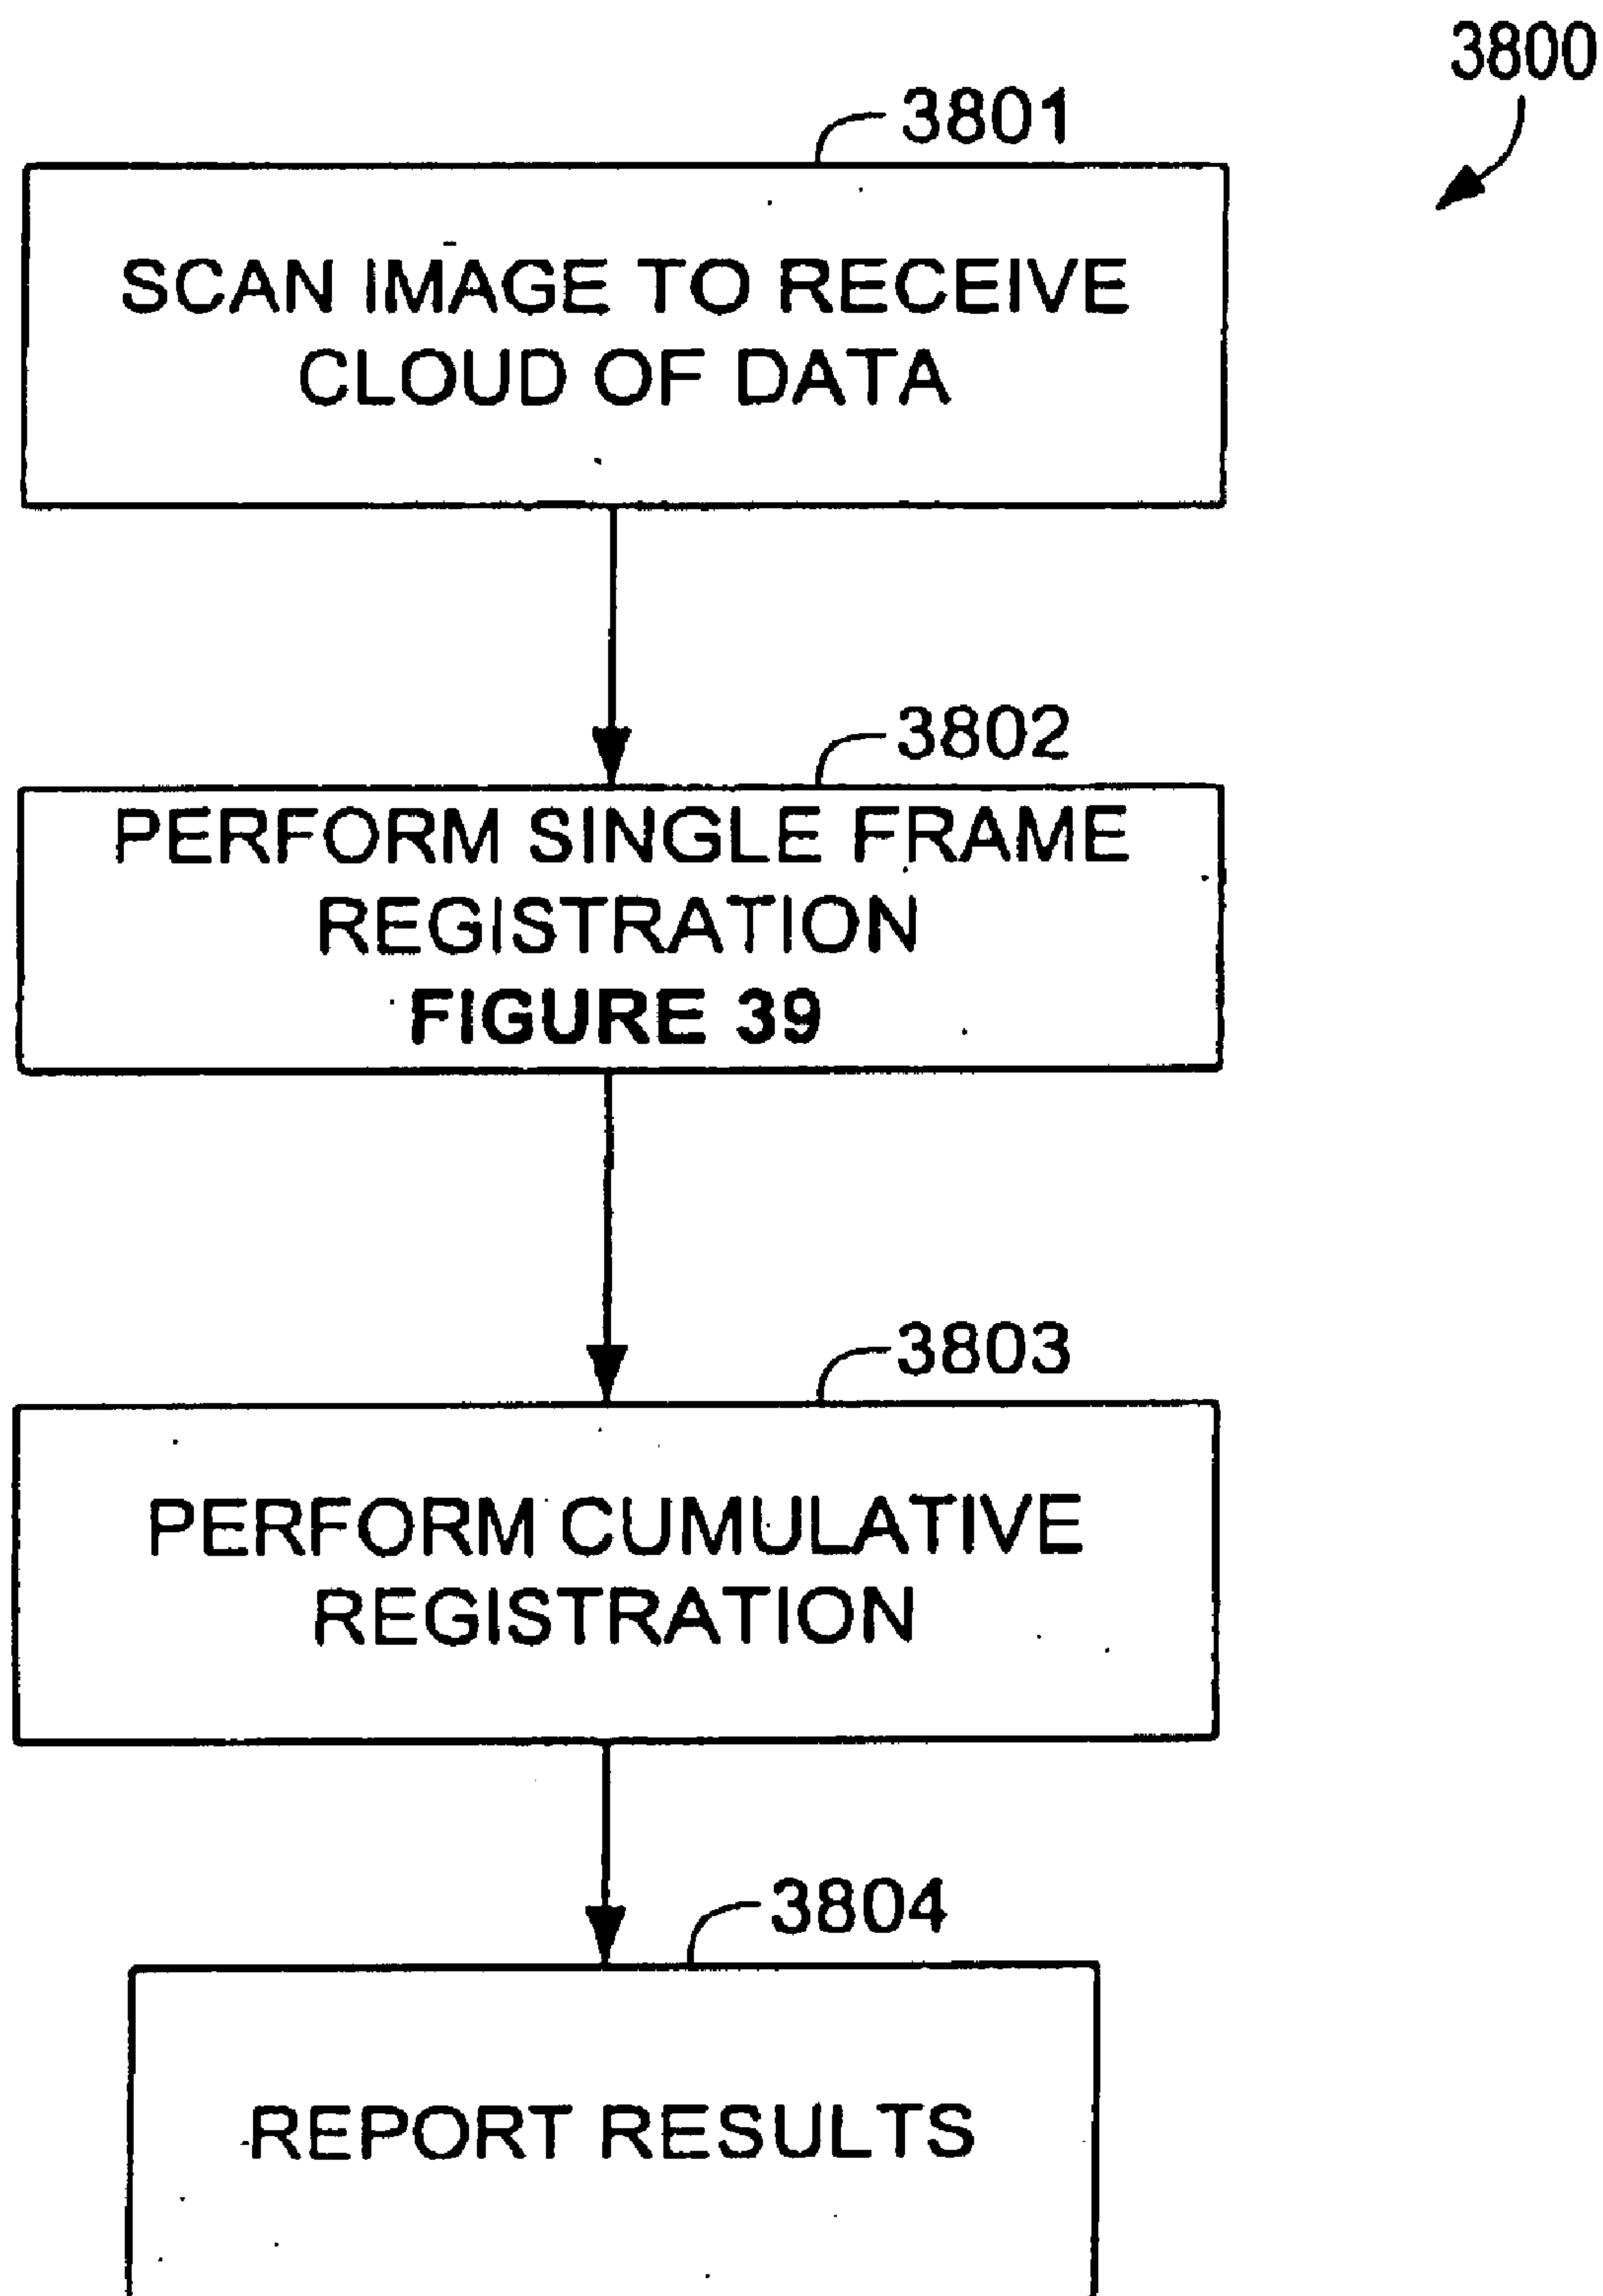 3800
3801
SCAN IMAGE TO RECEIVE
CLOUD OF DATA
3802
PERFORM SINGLE FRAME
REGISTRATION
FIGURE 39
3803
PERFORM CUMULATIVE
REGISTRATION
3804
REPORT RESULTS